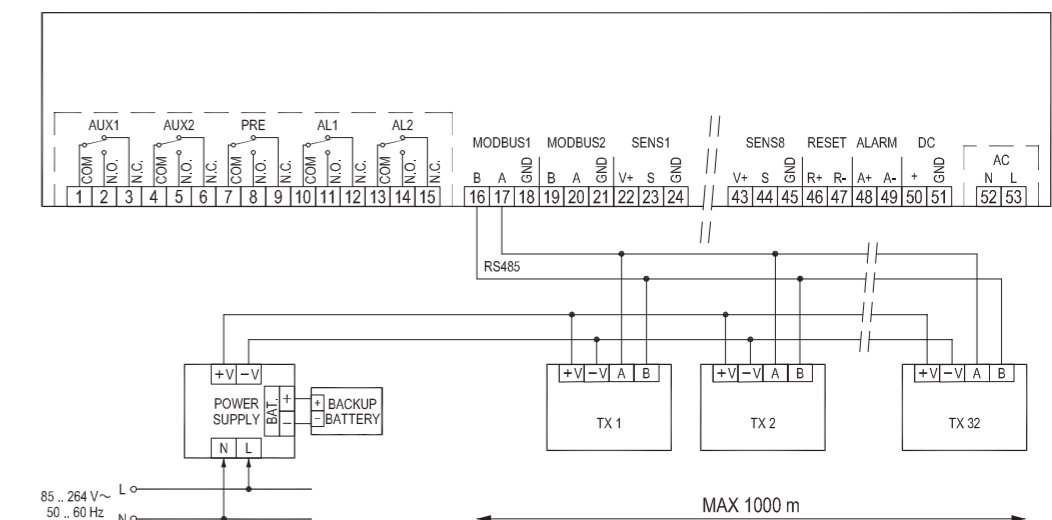 AUX1 AUX2 PRE AL1 AL2
COM N.O. N.C. COM N.O. N.C. COM N.O. N.C. COM N.O. N.C. COM N.O. N.C.
1 2 3 4 5 6 7 8 9 10 11 12 13 14 15
MODBUS1 MODBUS2 SENS1 SENS8 RESET ALARM DC AC
B A GND B A GND V+ S GND V+ S GND R+ R- A+ A- + GND N L
16 17 18 19 20 21 22 23 24 43 44 45 46 47 48 49 50 51 52 53
RS485
+V -V
POWER
SUPPLY
BAT. + -
+ BACKUP
- BATTERY
N L
+V -V A B
TX 1
+V -V A B
TX 2
+V -V A B
TX 32
85 .. 264 V~ L
50 .. 60 Hz N
MAX 1000 m